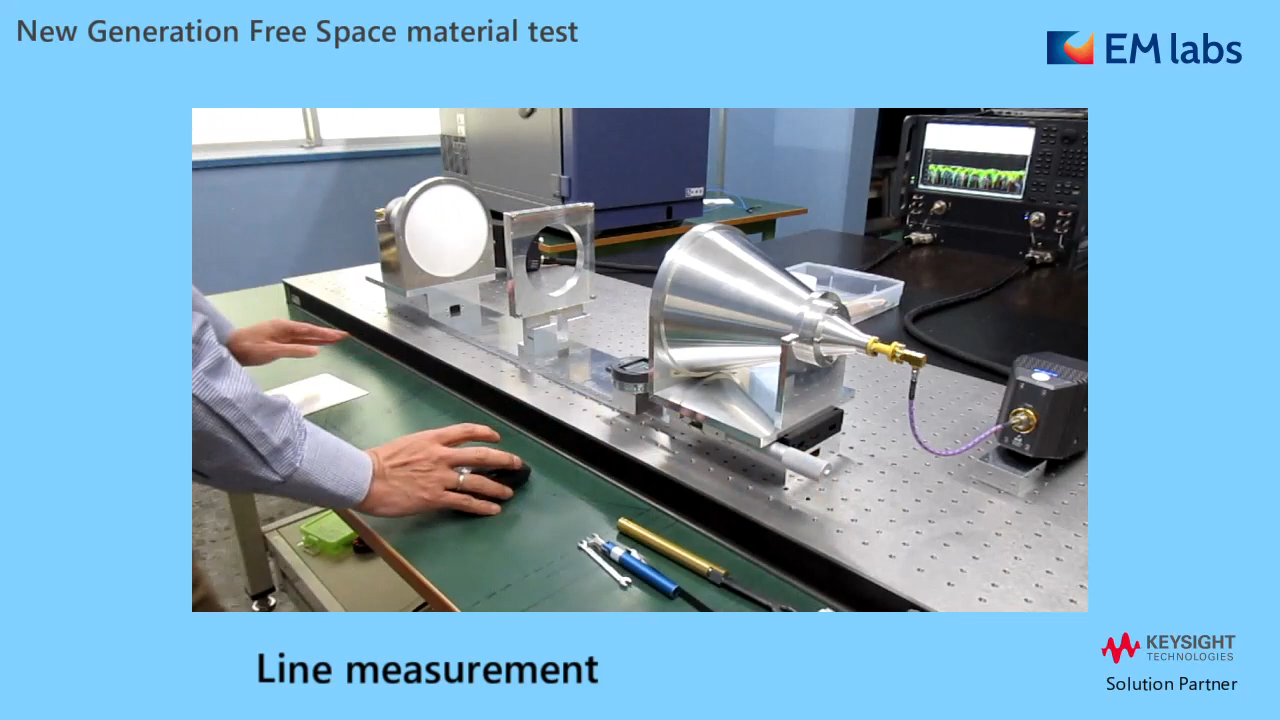 New Generation Free Space material test
EM labs
Line measurement
KEYSIGHT
TECHNOLOGIES
Solution Partner